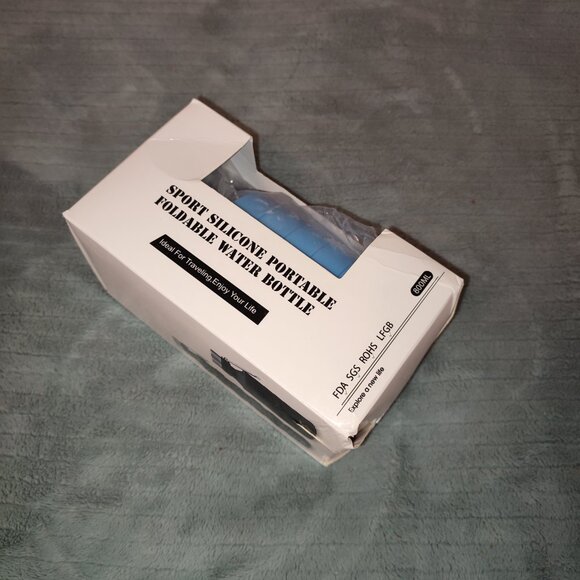 SPORT SILICONE PORTABLE
FOLDABLE WATER BOTTLE
Ideal For Traveling,Enjoy Your Life
800ML
FDA SGS ROHS LFGB
Explore a new life